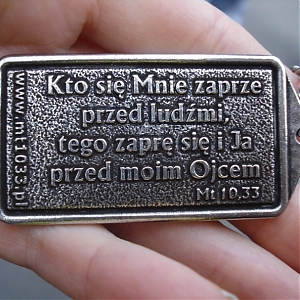 Kto się Mnie zaprze
przed ludźmi,
tego zaprę się i Ja
przed moim Ojcem
Mt 10.33
www.mt1033.pl